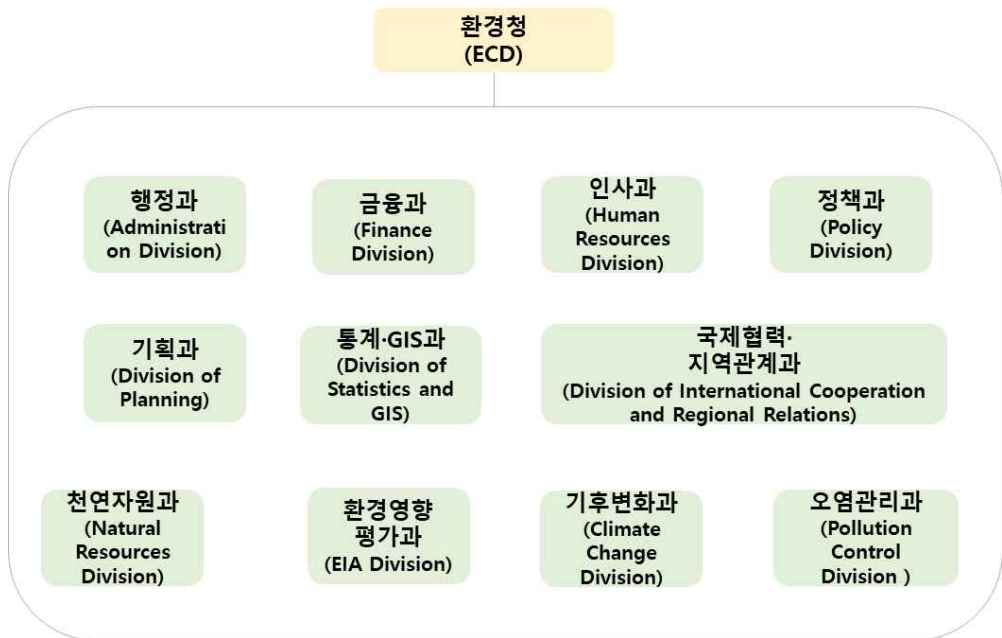 환경청
(ECD)
행정과
(Administrati
on Division)
금융과
(Finance
Division)
인사과
(Human
Resources
Division)
정책과
(Policy
Division)
기획과
(Division of
Planning)
통계·GIS과
(Division of
Statistics and
GIS)
국제협력·
지역관계과
(Division of International Cooperation
and Regional Relations)
천연자원과
(Natural
Resources
Division)
환경영향
평가과
(EIA Division)
기후변화과
(Climate
Change
Division)
오염관리과
(Pollution
Control
Division )